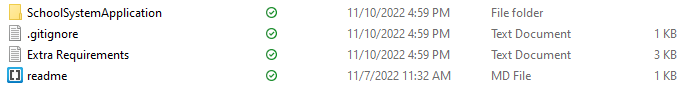 SchoolSystemApplication 11/10/2022 4:59 PM File folder
.gitignore 11/10/2022 4:59 PM Text Document 1 KB
Extra Requirements 11/10/2022 4:59 PM Text Document 3 KB
readme 11/7/2022 11:32 AM MD File 1 KB